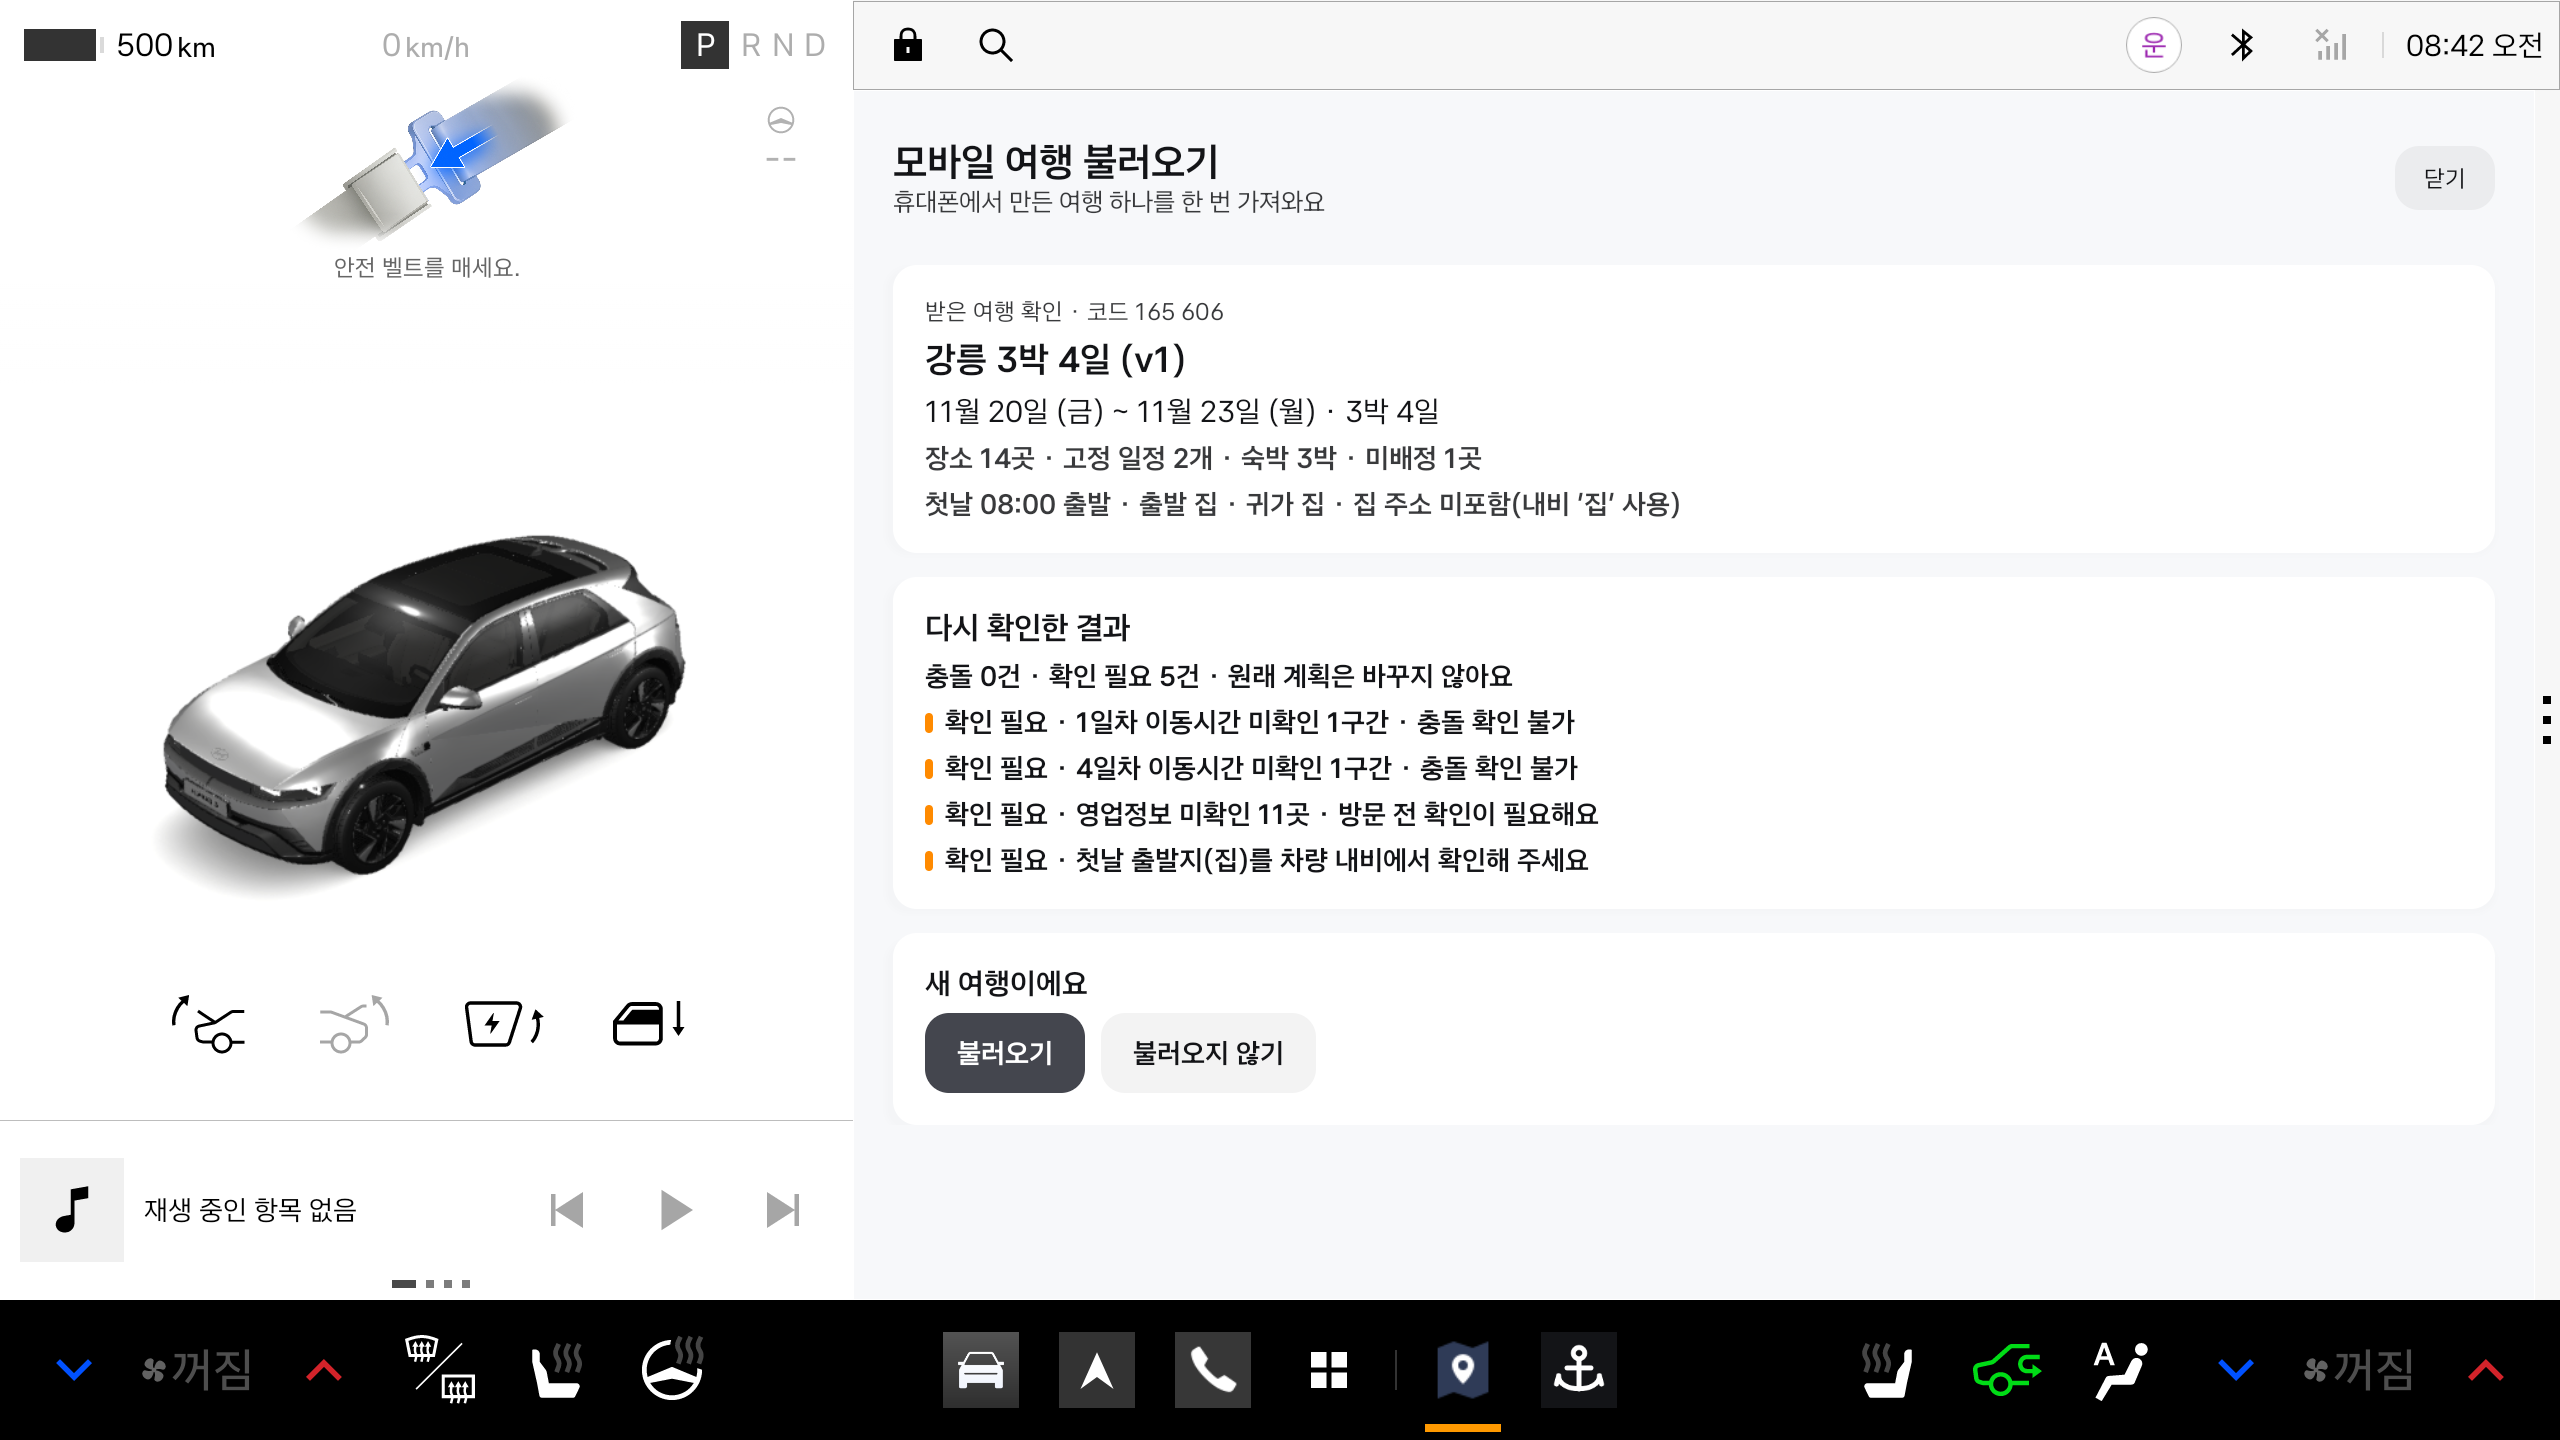 500 km
0 km/h
P R N D
안전 벨트를 매세요.
재생 중인 항목 없음
운
08:42 오전
모바일 여행 불러오기
휴대폰에서 만든 여행 하나를 한 번 가져와요
닫기
받은 여행 확인 · 코드 165 606
강릉 3박 4일 (v1)
11월 20일 (금) ~ 11월 23일 (월) · 3박 4일
장소 14곳 · 고정 일정 2개 · 숙박 3박 · 미배정 1곳
첫날 08:00 출발 · 출발 집 · 귀가 집 · 집 주소 미포함(내비 '집' 사용)
다시 확인한 결과
충돌 0건 · 확인 필요 5건 · 원래 계획은 바꾸지 않아요
확인 필요 · 1일차 이동시간 미확인 1구간 · 충돌 확인 불가
확인 필요 · 4일차 이동시간 미확인 1구간 · 충돌 확인 불가
확인 필요 · 영업정보 미확인 11곳 · 방문 전 확인이 필요해요
확인 필요 · 첫날 출발지(집)를 차량 내비에서 확인해 주세요
새 여행이에요
불러오기
불러오지 않기
꺼짐
A
꺼짐